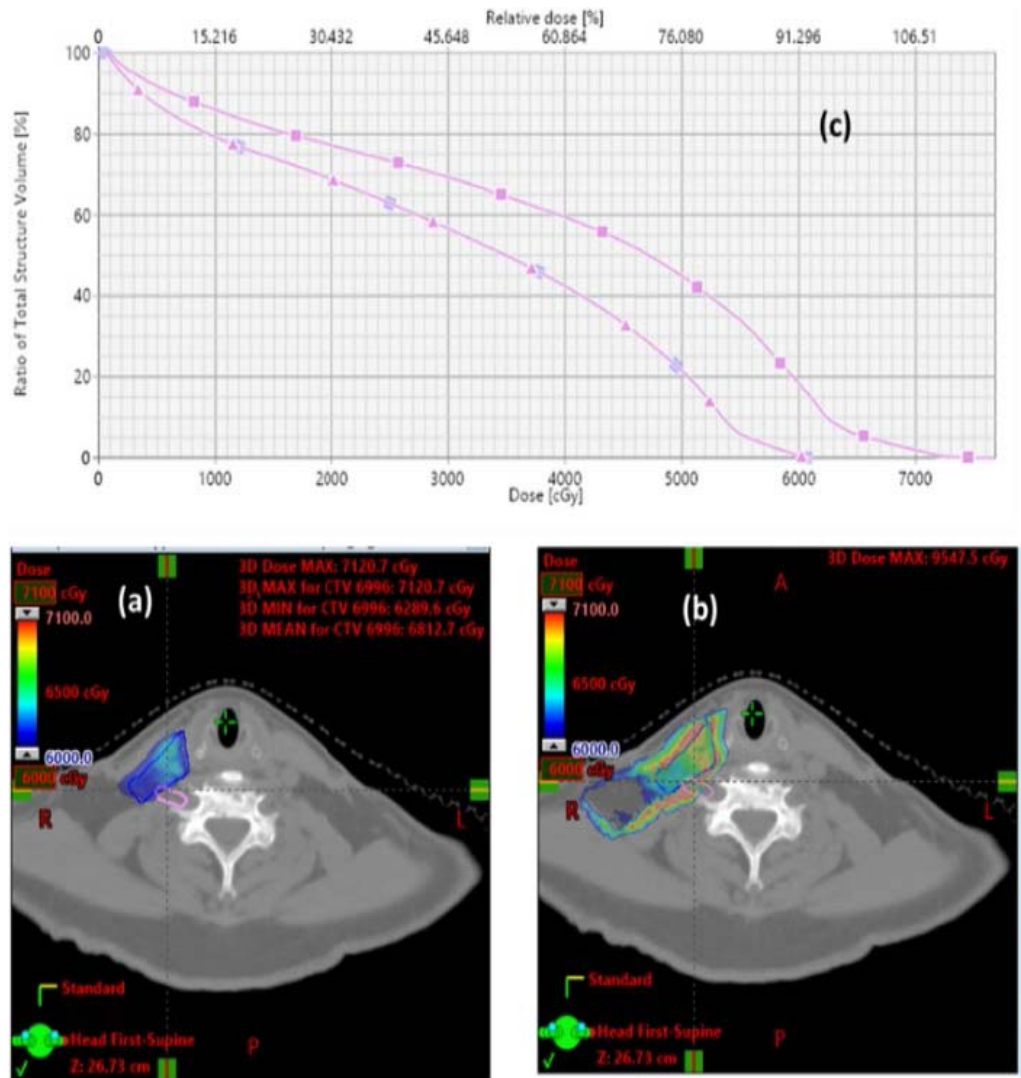 Relative dose [%]
0 15.216 30.432 45.648 60.864 76.080 91.296 106.51
100
80
60
40
20
0
Ratio of Total Structure Volume [%]
(c)
0 1000 2000 3000 4000 5000 6000 7000
Dose [cGy]
Dose
7100 cGy
7100.0
6500 cGy
6000.0
6000 cGy
(a)
3D Dose MAX: 7120.7 cGy
3D MAX for CTV 6996: 7120.7 cGy
3D MIN for CTV 6996: 6289.6 cGy
3D MEAN for CTV 6996: 6812.7 cGy
R
L
Standard
Head First-Supine
Z: 26.73 cm
P
Dose
7100 cGy
7100.0
6500 cGy
6000.0
6000 cGy
(b)
3D Dose MAX: 9547.5 cGy
A
R
L
Standard
Head First-Supine
Z: 26.73 cm
P